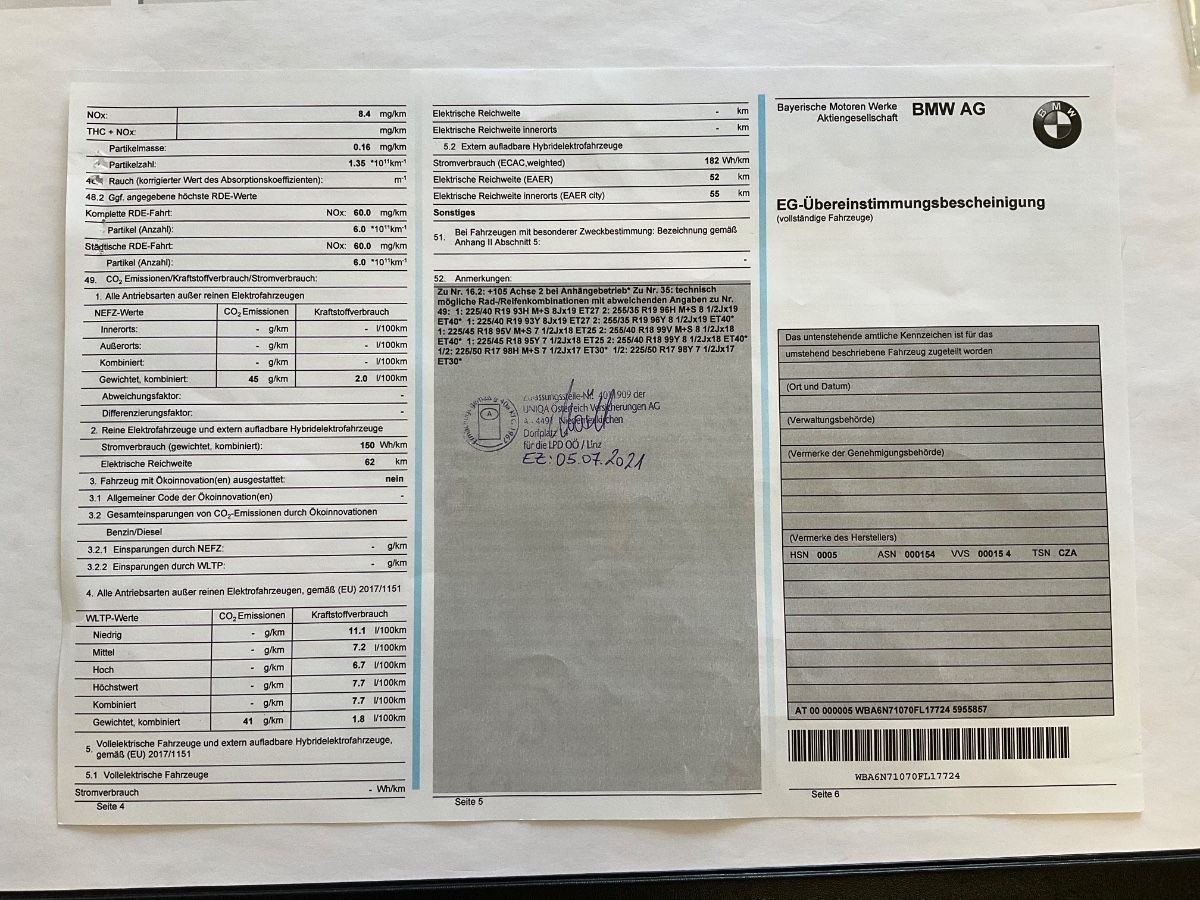 NOx: 8.4 mg/km
THC + NOx: mg/km
Partikelmasse: 0.16 mg/km
Partikelzahl: 1.35 *10¹¹km⁻¹
Rauch (korrigierter Wert des Absorptionskoeffizienten): m⁻¹
48.2 Ggf. angegebene höchste RDE-Werte
Komplette RDE-Fahrt: NOx: 60.0 mg/km
Partikel (Anzahl): 6.0 *10¹¹km⁻¹
Städtische RDE-Fahrt: NOx: 60.0 mg/km
Partikel (Anzahl): 6.0 *10¹¹km⁻¹
49. CO₂ Emissionen/Kraftstoffverbrauch/Stromverbrauch:
1. Alle Antriebsarten außer reinen Elektrofahrzeugen
NEFZ-Werte CO₂ Emissionen Kraftstoffverbrauch
Innerorts: - g/km - l/100km
Außerorts: - g/km - l/100km
Kombiniert: - g/km - l/100km
Gewichtet, kombiniert: 45 g/km 2.0 l/100km
Abweichungsfaktor: -
Differenzierungsfaktor: -
2. Reine Elektrofahrzeuge und extern aufladbare Hybridelektrofahrzeuge
Stromverbrauch (gewichtet, kombiniert): 150 Wh/km
Elektrische Reichweite 62 km
3. Fahrzeug mit Ökoinnovation(en) ausgestattet: nein
3.1 Allgemeiner Code der Ökoinnovation(en) -
3.2 Gesamteinsparungen von CO₂-Emissionen durch Ökoinnovationen
Benzin/Diesel
3.2.1 Einsparungen durch NEFZ: - g/km
3.2.2 Einsparungen durch WLTP: - g/km
4. Alle Antriebsarten außer reinen Elektrofahrzeugen, gemäß (EU) 2017/1151
WLTP-Werte CO₂ Emissionen Kraftstoffverbrauch
Niedrig - g/km 11.1 l/100km
Mittel - g/km 7.2 l/100km
Hoch - g/km 6.7 l/100km
Höchstwert - g/km 7.7 l/100km
Kombiniert - g/km 7.7 l/100km
Gewichtet, kombiniert 41 g/km 1.8 l/100km
5. Vollelektrische Fahrzeuge und extern aufladbare Hybridelektrofahrzeuge,
gemäß (EU) 2017/1151
5.1 Vollelektrische Fahrzeuge
Stromverbrauch - Wh/km
Seite 4
Elektrische Reichweite - km
Elektrische Reichweite innerorts - km
5.2 Extern aufladbare Hybridelektrofahrzeuge
Stromverbrauch (ECAC,weighted) 182 Wh/km
Elektrische Reichweite (EAER) 52 km
Elektrische Reichweite innerorts (EAER city) 55 km
Sonstiges
51. Bei Fahrzeugen mit besonderer Zweckbestimmung: Bezeichnung gemäß
Anhang II Abschnitt 5:
-
52. Anmerkungen:
Zu Nr. 16.2: +105 Achse 2 bei Anhängebetrieb* Zu Nr. 35: technisch
mögliche Rad-/Reifenkombinationen mit abweichenden Angaben zu Nr.
49: 1: 225/40 R19 93H M+S 8Jx19 ET27 2: 255/35 R19 96H M+S 8 1/2Jx19
ET40* 1: 225/40 R19 93Y 8Jx19 ET27 2: 255/35 R19 96Y 8 1/2Jx19 ET40*
1: 225/45 R18 95V M+S 7 1/2Jx18 ET25 2: 255/40 R18 99V M+S 8 1/2Jx18
ET40* 1: 225/45 R18 95Y 7 1/2Jx18 ET25 2: 255/40 R18 99Y 8 1/2Jx18 ET40*
1/2: 225/50 R17 98H M+S 7 1/2Jx17 ET30* 1/2: 225/50 R17 98Y 7 1/2Jx17
ET30*
A
Zulassungsstelle-Nr. 4011909 der
UNIQA Österreich Versicherungen AG
A - 4491 Niederneukirchen
Dorfplatz
für die LPD OÖ / Linz
EZ: 05.07.2021
Seite 5
Bayerische Motoren Werke
Aktiengesellschaft
BMW AG
BMW
EG-Übereinstimmungsbescheinigung
(vollständige Fahrzeuge)
Das untenstehende amtliche Kennzeichen ist für das
umstehend beschriebene Fahrzeug zugeteilt worden
(Ort und Datum)
(Verwaltungsbehörde)
(Vermerke der Genehmigungsbehörde)
(Vermerke des Herstellers)
HSN 0005 ASN 000154 VVS 00015 4 TSN CZA
AT 00 000005 WBA6N71070FL17724 5955857
WBA6N71070FL17724
Seite 6